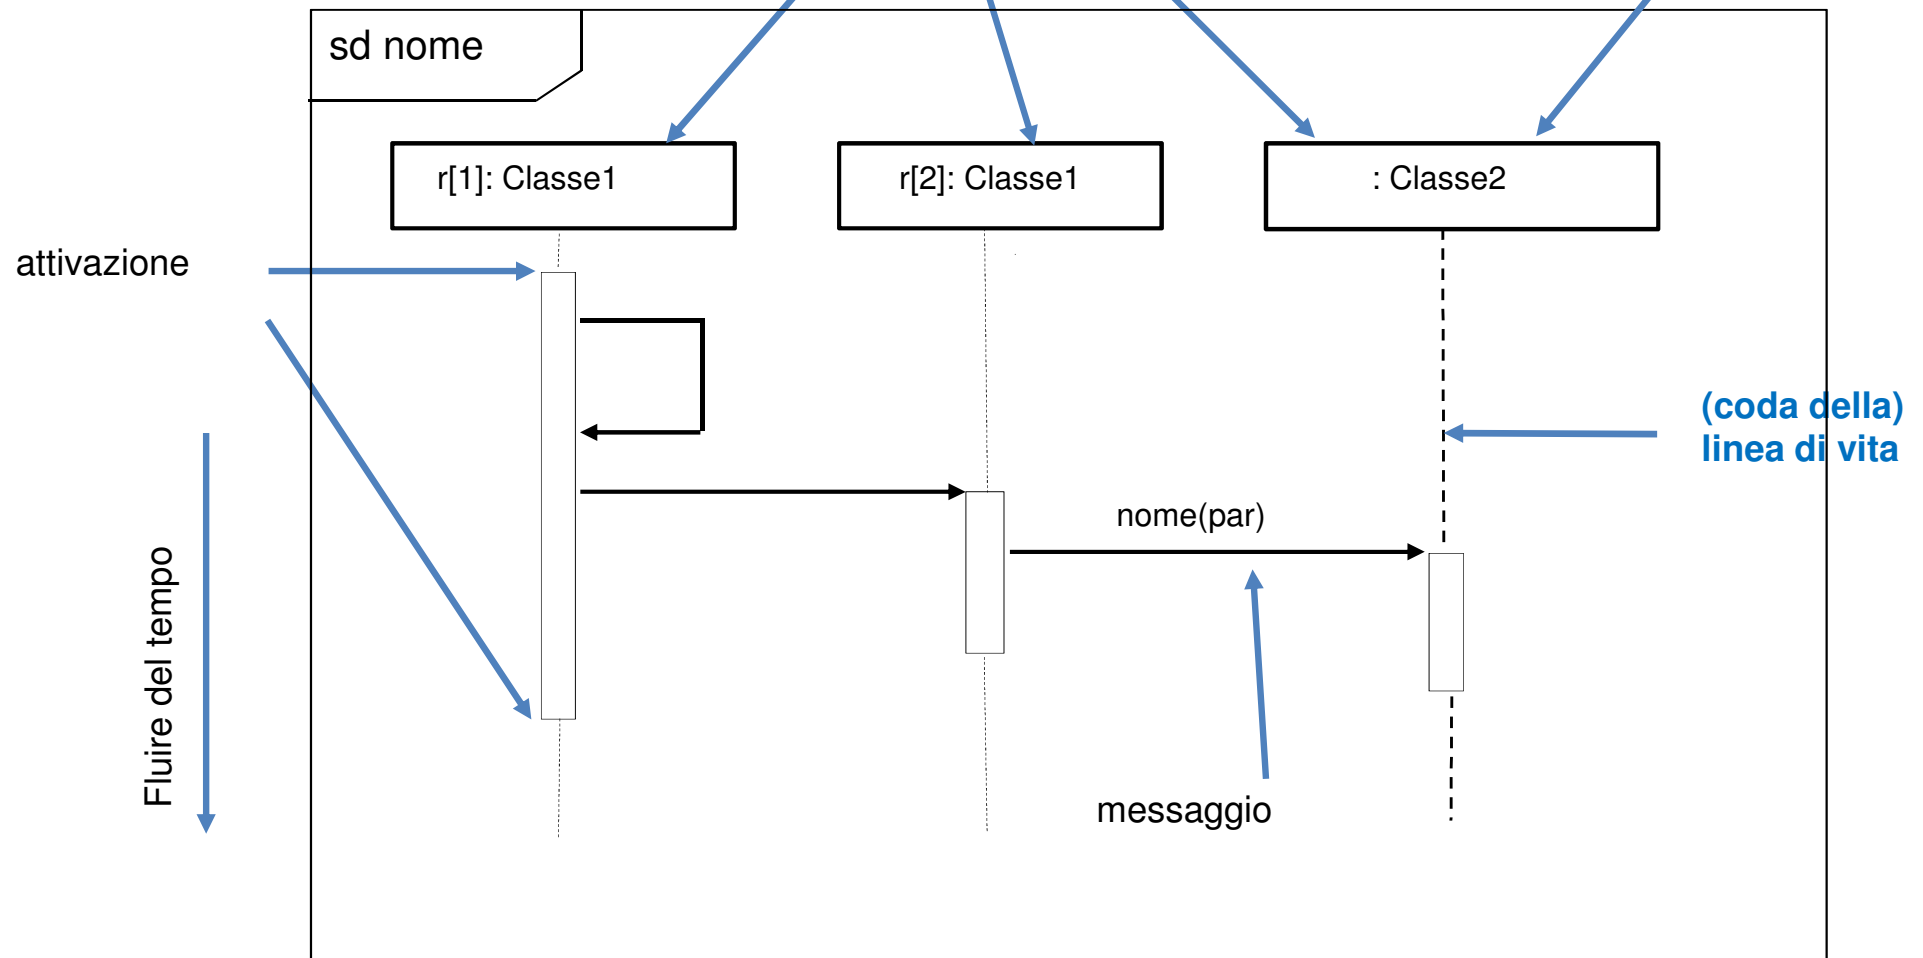 sd nome
r[1]: Classe1
r[2]: Classe1
: Classe2
attivazione
(coda della)
linea di vita
nome(par)
Fluire del tempo
messaggio